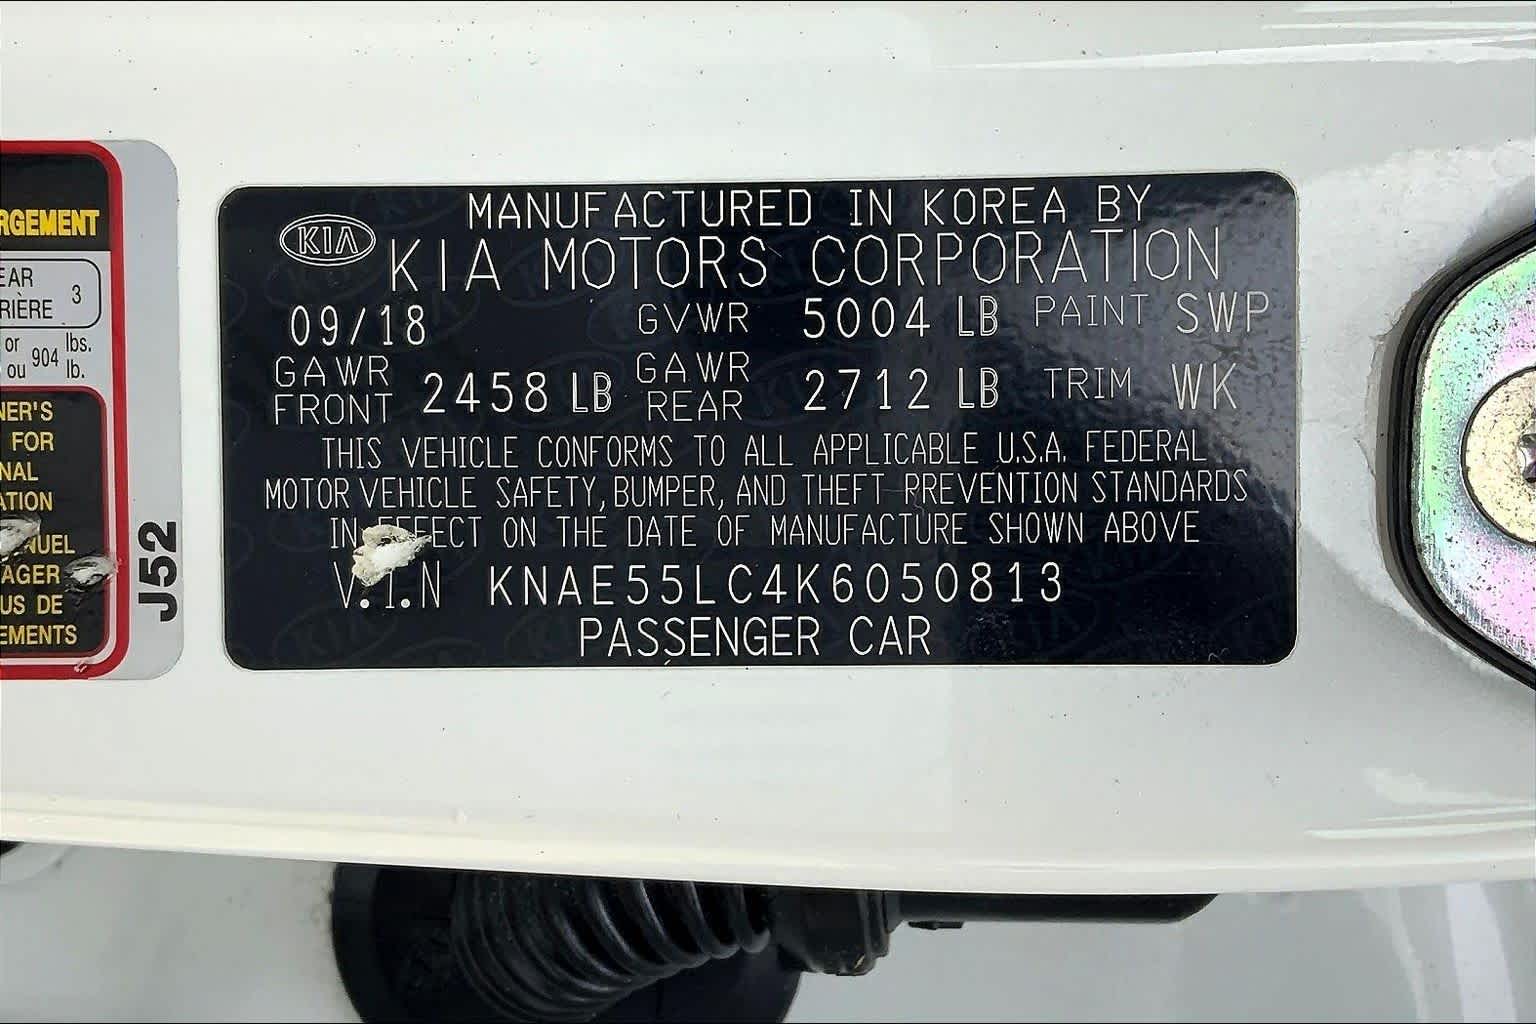 RGEMENT
EAR
RIÈRE 3
or 904 lbs.
ou lb.
NER'S
FOR
NAL
ATION
NUEL
AGER
US DE
EMENTS
J52
KIA
MANUFACTURED IN KOREA BY
KIA MOTORS CORPORATION
09/18 GVWR 5004 LB PAINT SWP
GAWR FRONT 2458 LB GAWR REAR 2712 LB TRIM WK
THIS VEHICLE CONFORMS TO ALL APPLICABLE U.S.A. FEDERAL
MOTOR VEHICLE SAFETY, BUMPER, AND THEFT PREVENTION STANDARDS
IN EFFECT ON THE DATE OF MANUFACTURE SHOWN ABOVE
V.I.N KNAE55LC4K6050813
PASSENGER CAR